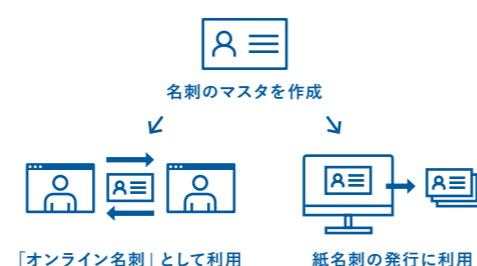 名刺のマスタを作成
「オンライン名刺」として利用
紙名刺の発行に利用